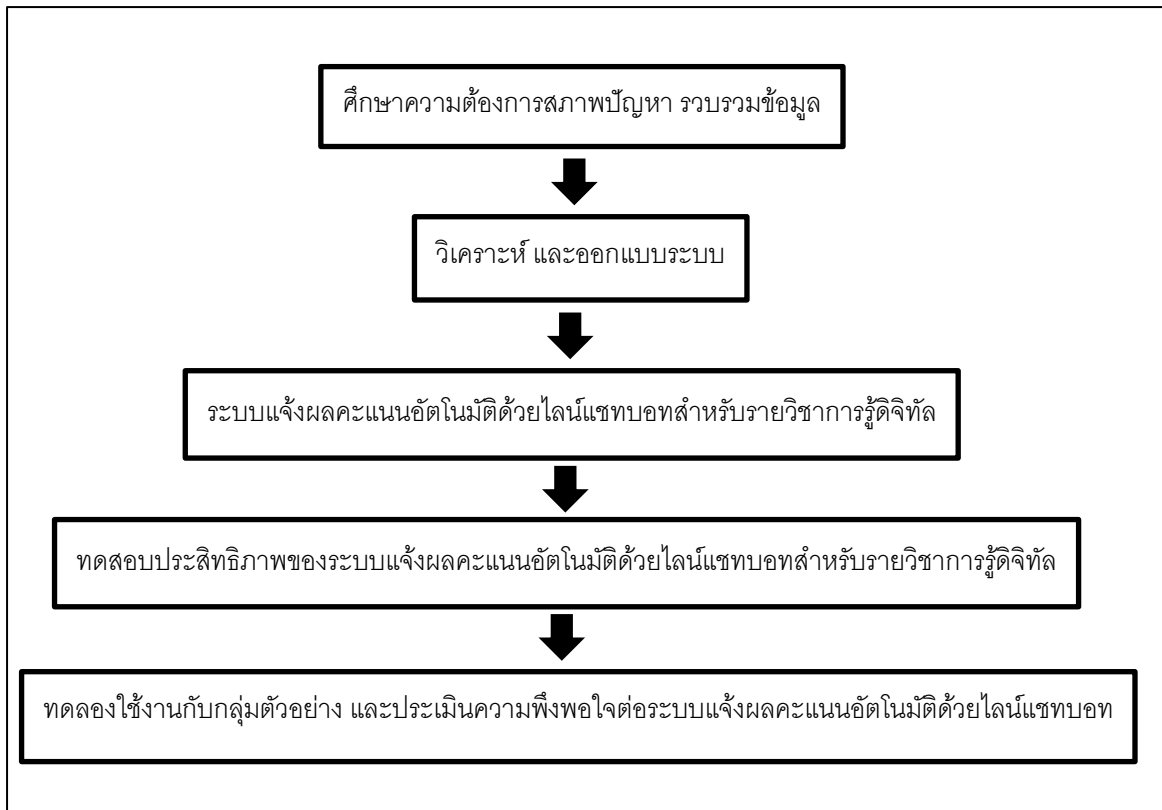 ศึกษาความต้องการสภาพปัญหา รวบรวมข้อมูล
วิเคราะห์ และออกแบบระบบ
ระบบแจ้งผลคะแนนอัตโนมัติด้วยไลน์แชทบอทสำหรับรายวิชาการรู้ดิจิทัล
ทดสอบประสิทธิภาพของระบบแจ้งผลคะแนนอัตโนมัติด้วยไลน์แชทบอทสำหรับรายวิชาการรู้ดิจิทัล
ทดลองใช้งานกับกลุ่มตัวอย่าง และประเมินความพึงพอใจต่อระบบแจ้งผลคะแนนอัตโนมัติด้วยไลน์แชทบอท